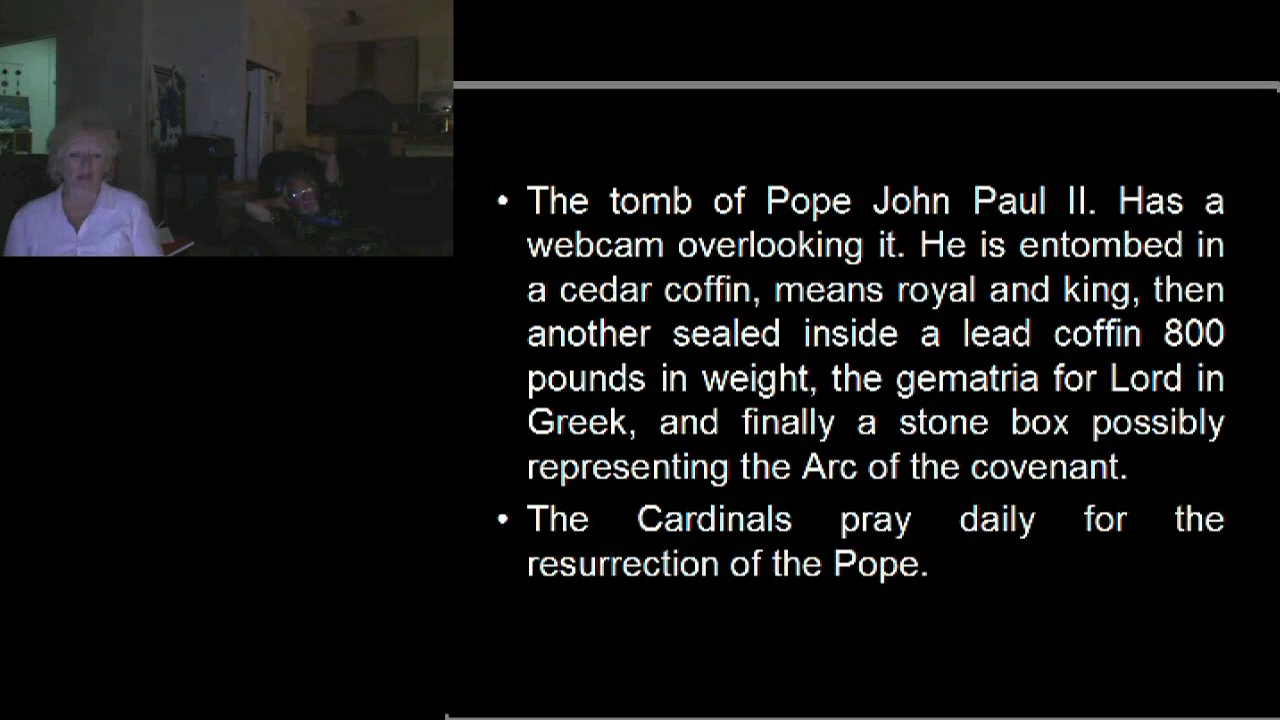 • The tomb of Pope John Paul II. Has a
webcam overlooking it. He is entombed in
a cedar coffin, means royal and king, then
another sealed inside a lead coffin 800
pounds in weight, the gematria for Lord in
Greek, and finally a stone box possibly
representing the Arc of the covenant.
• The Cardinals pray daily for the
resurrection of the Pope.